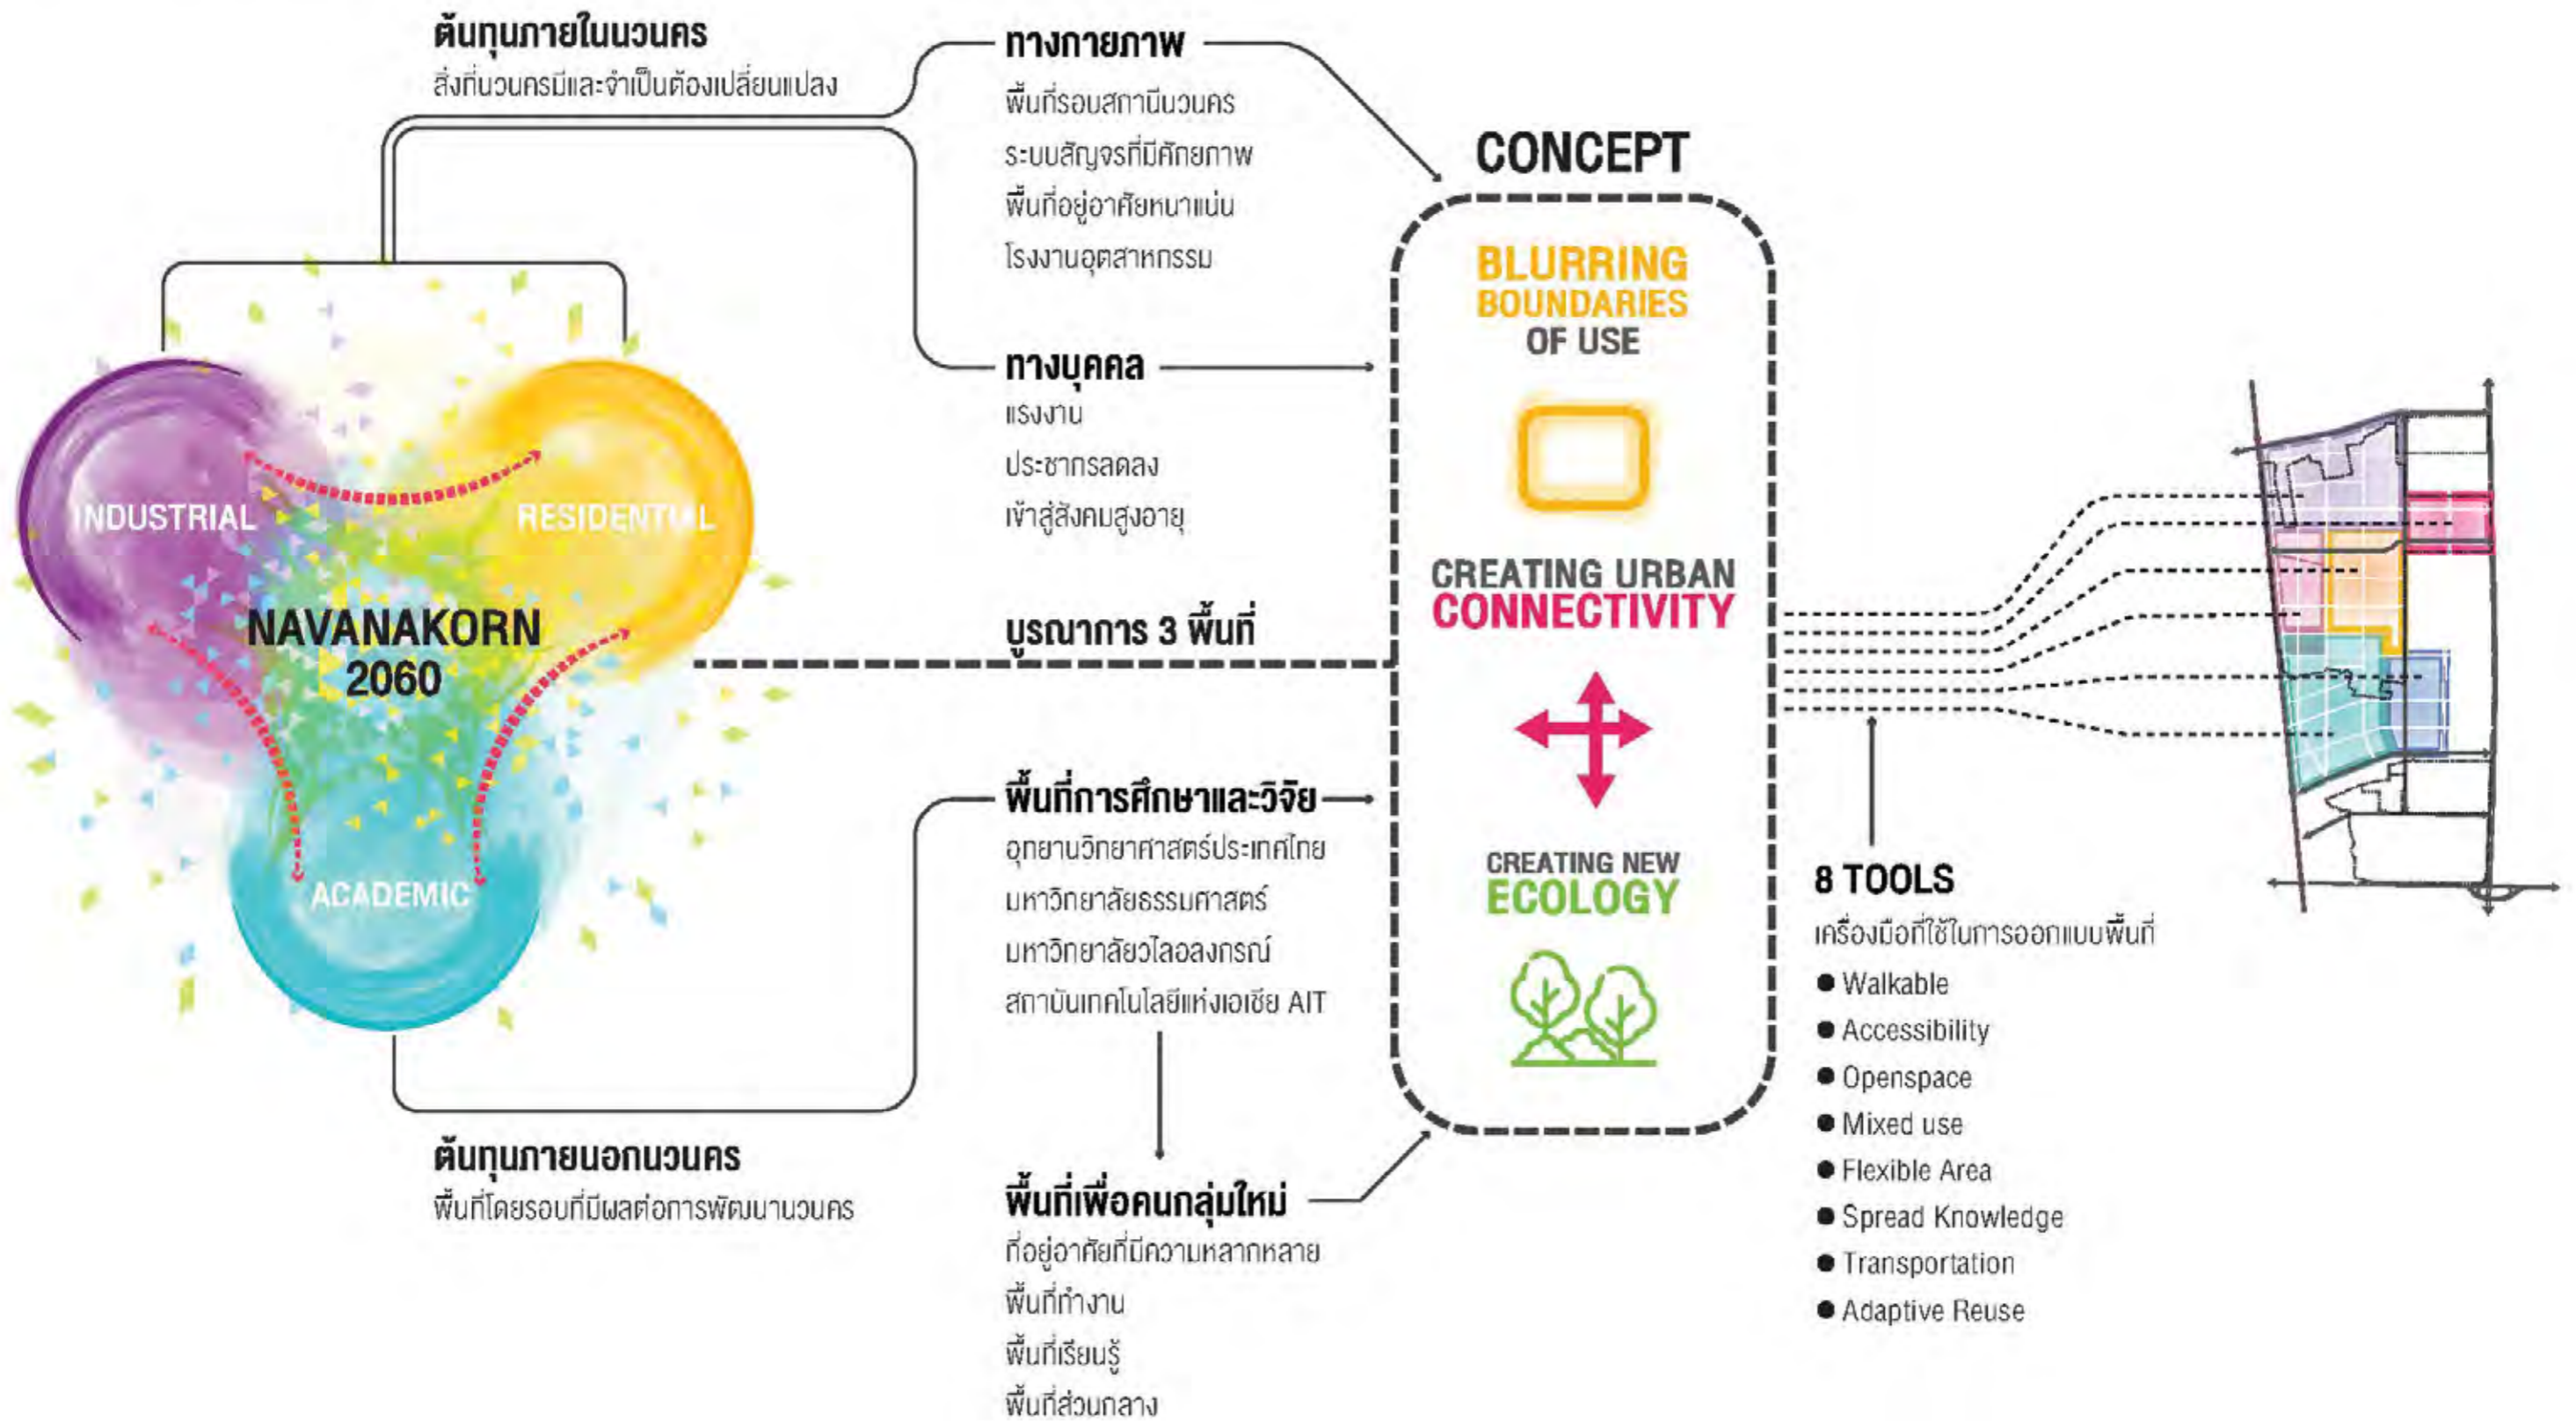 ต้นทุนภายในนวนคร
สิ่งที่นวนครมีและจำเป็นต้องเปลี่ยนแปลง
ทางกายภาพ
พื้นที่รอบสถานีนวนคร
ระบบสัญจรที่มีศักยภาพ
พื้นที่อยู่อาศัยหนาแน่น
โรงงานอุตสาหกรรม
ทางบุคคล
แรงงาน
ประชากรลดลง
เข้าสู่สังคมสูงอายุ
INDUSTRIAL
RESIDENTIAL
NAVANAKORN
2060
ACADEMIC
บูรณาการ 3 พื้นที่
พื้นที่การศึกษาและวิจัย
อุทยานวิทยาศาสตร์ประเทศไทย
มหาวิทยาลัยธรรมศาสตร์
มหาวิทยาลัยวไลอลงกรณ์
สถาบันเทคโนโลยีแห่งเอเชีย AIT
ต้นทุนภายนอกนวนคร
พื้นที่โดยรอบที่มีผลต่อการพัฒนานวนคร
พื้นที่เพื่อคนกลุ่มใหม่
ที่อยู่อาศัยที่มีความหลากหลาย
พื้นที่ทำงาน
พื้นที่เรียนรู้
พื้นที่ส่วนกลาง
CONCEPT
BLURRING
BOUNDARIES
OF USE
CREATING URBAN
CONNECTIVITY
CREATING NEW
ECOLOGY
8 TOOLS
เครื่องมือที่ใช้ในการออกแบบพื้นที่
● Walkable
● Accessibility
● Openspace
● Mixed use
● Flexible Area
● Spread Knowledge
● Transportation
● Adaptive Reuse